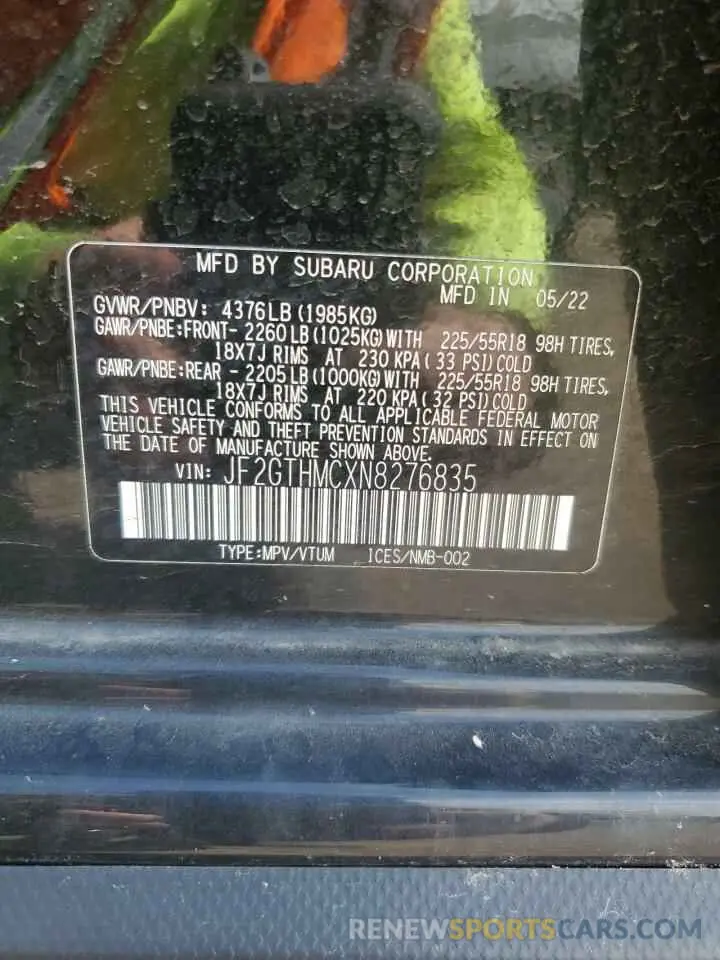 MFD BY SUBARU CORPORATION
MFD IN 05/22
GVWR/PNBV: 4376LB(1985KG)
GAWR/PNBE:FRONT- 2260LB(1025KG)WITH 225/55R18 98H TIRES,
18X7J RIMS AT 230 KPA( 33 PSI)COLD
GAWR/PNBE:REAR - 2205LB(1000KG)WITH 225/55R18 98H TIRES,
18X7J RIMS AT 220 KPA( 32 PSI)COLD
THIS VEHICLE CONFORMS TO ALL APPLICABLE FEDERAL MOTOR
VEHICLE SAFETY AND THEFT PREVENTION STANDARDS IN EFFECT ON
THE DATE OF MANUFACTURE SHOWN ABOVE.
VIN: JF2GTHMCXN8276835
TYPE:MPV/VTUM ICES/NMB-002
RENEWSPORTSCARS.COM